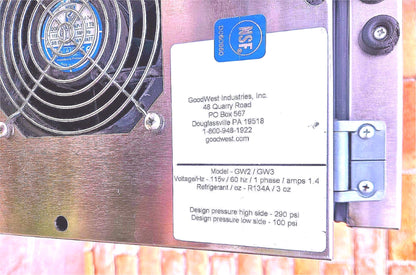 NSF
GoodWest Industries, Inc.
48 Quarry Road
PO Box 567
Douglassville PA 19518
1-800-948-1922
goodwest.com
Model - GW2 / GW3
Voltage/Hz - 115v / 60 hz / 1 phase / amps 1.4
Refrigerant / oz - R134A / 3 oz
Design pressure high side - 290 psi
Design pressure low side - 100 psi